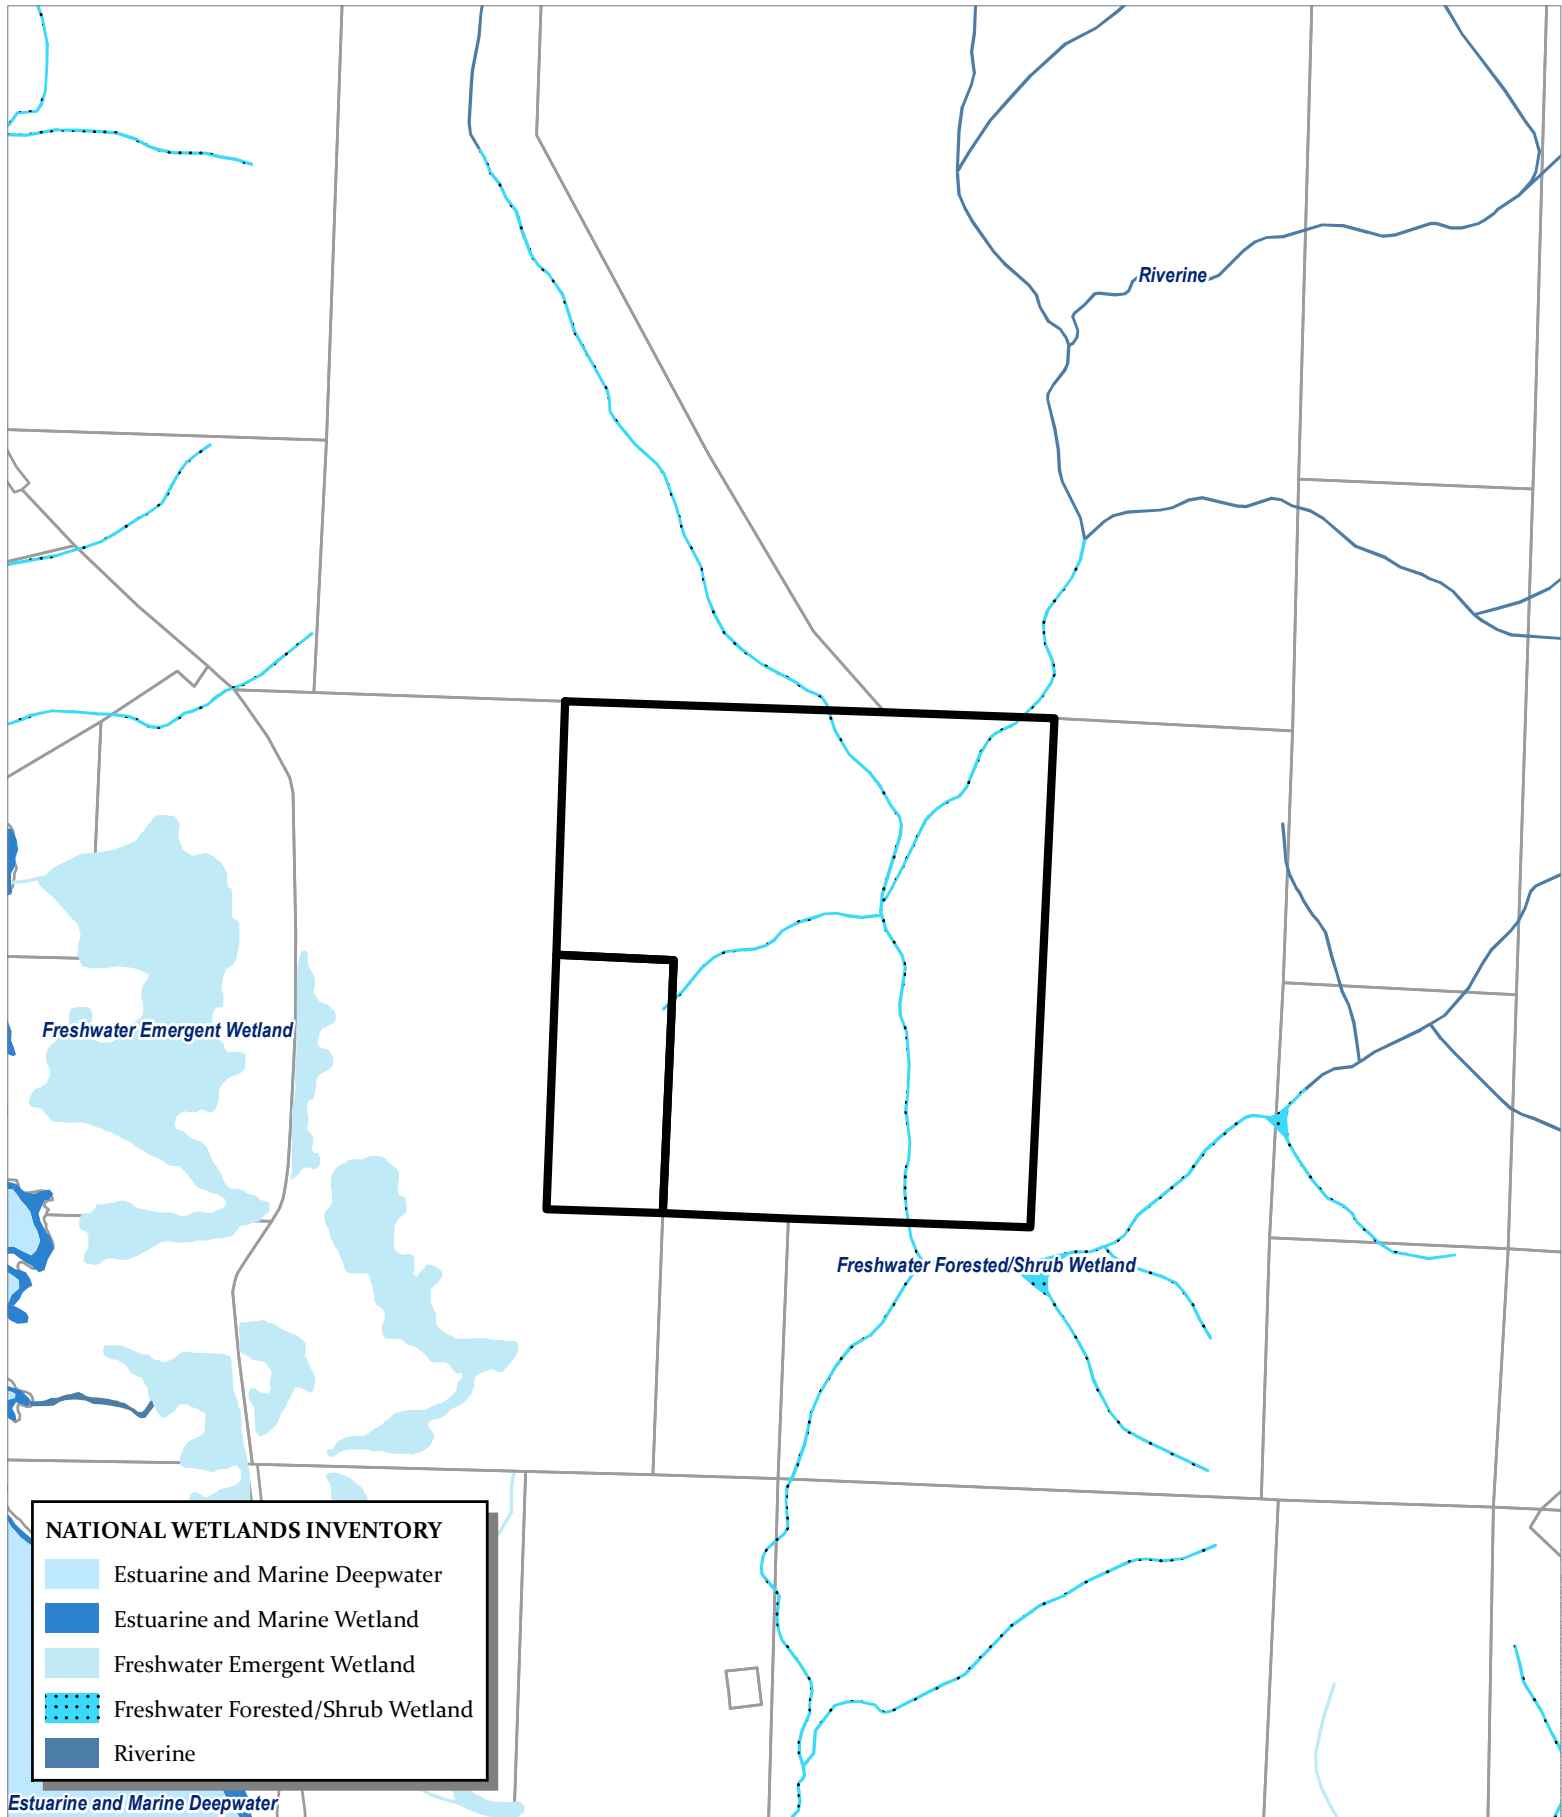 Riverine
Freshwater Emergent Wetland
Freshwater Forested/Shrub Wetland
NATIONAL WETLANDS INVENTORY
Estuarine and Marine Deepwater
Estuarine and Marine Wetland
Freshwater Emergent Wetland
Freshwater Forested/Shrub Wetland
Riverine
Estuarine and Marine Deepwater